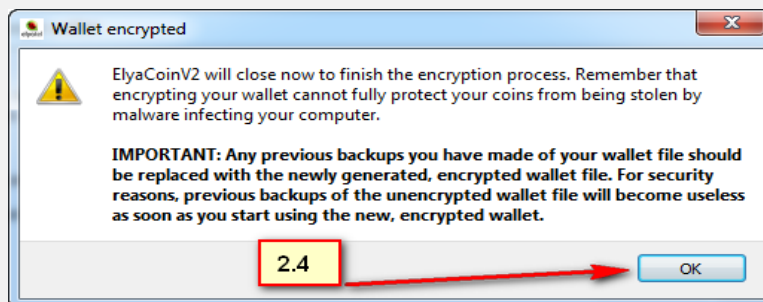 Wallet encrypted
ElyaCoinV2 will close now to finish the encryption process. Remember that
encrypting your wallet cannot fully protect your coins from being stolen by
malware infecting your computer.
IMPORTANT: Any previous backups you have made of your wallet file should
be replaced with the newly generated, encrypted wallet file. For security
reasons, previous backups of the unencrypted wallet file will become useless
as soon as you start using the new, encrypted wallet.
2.4
OK